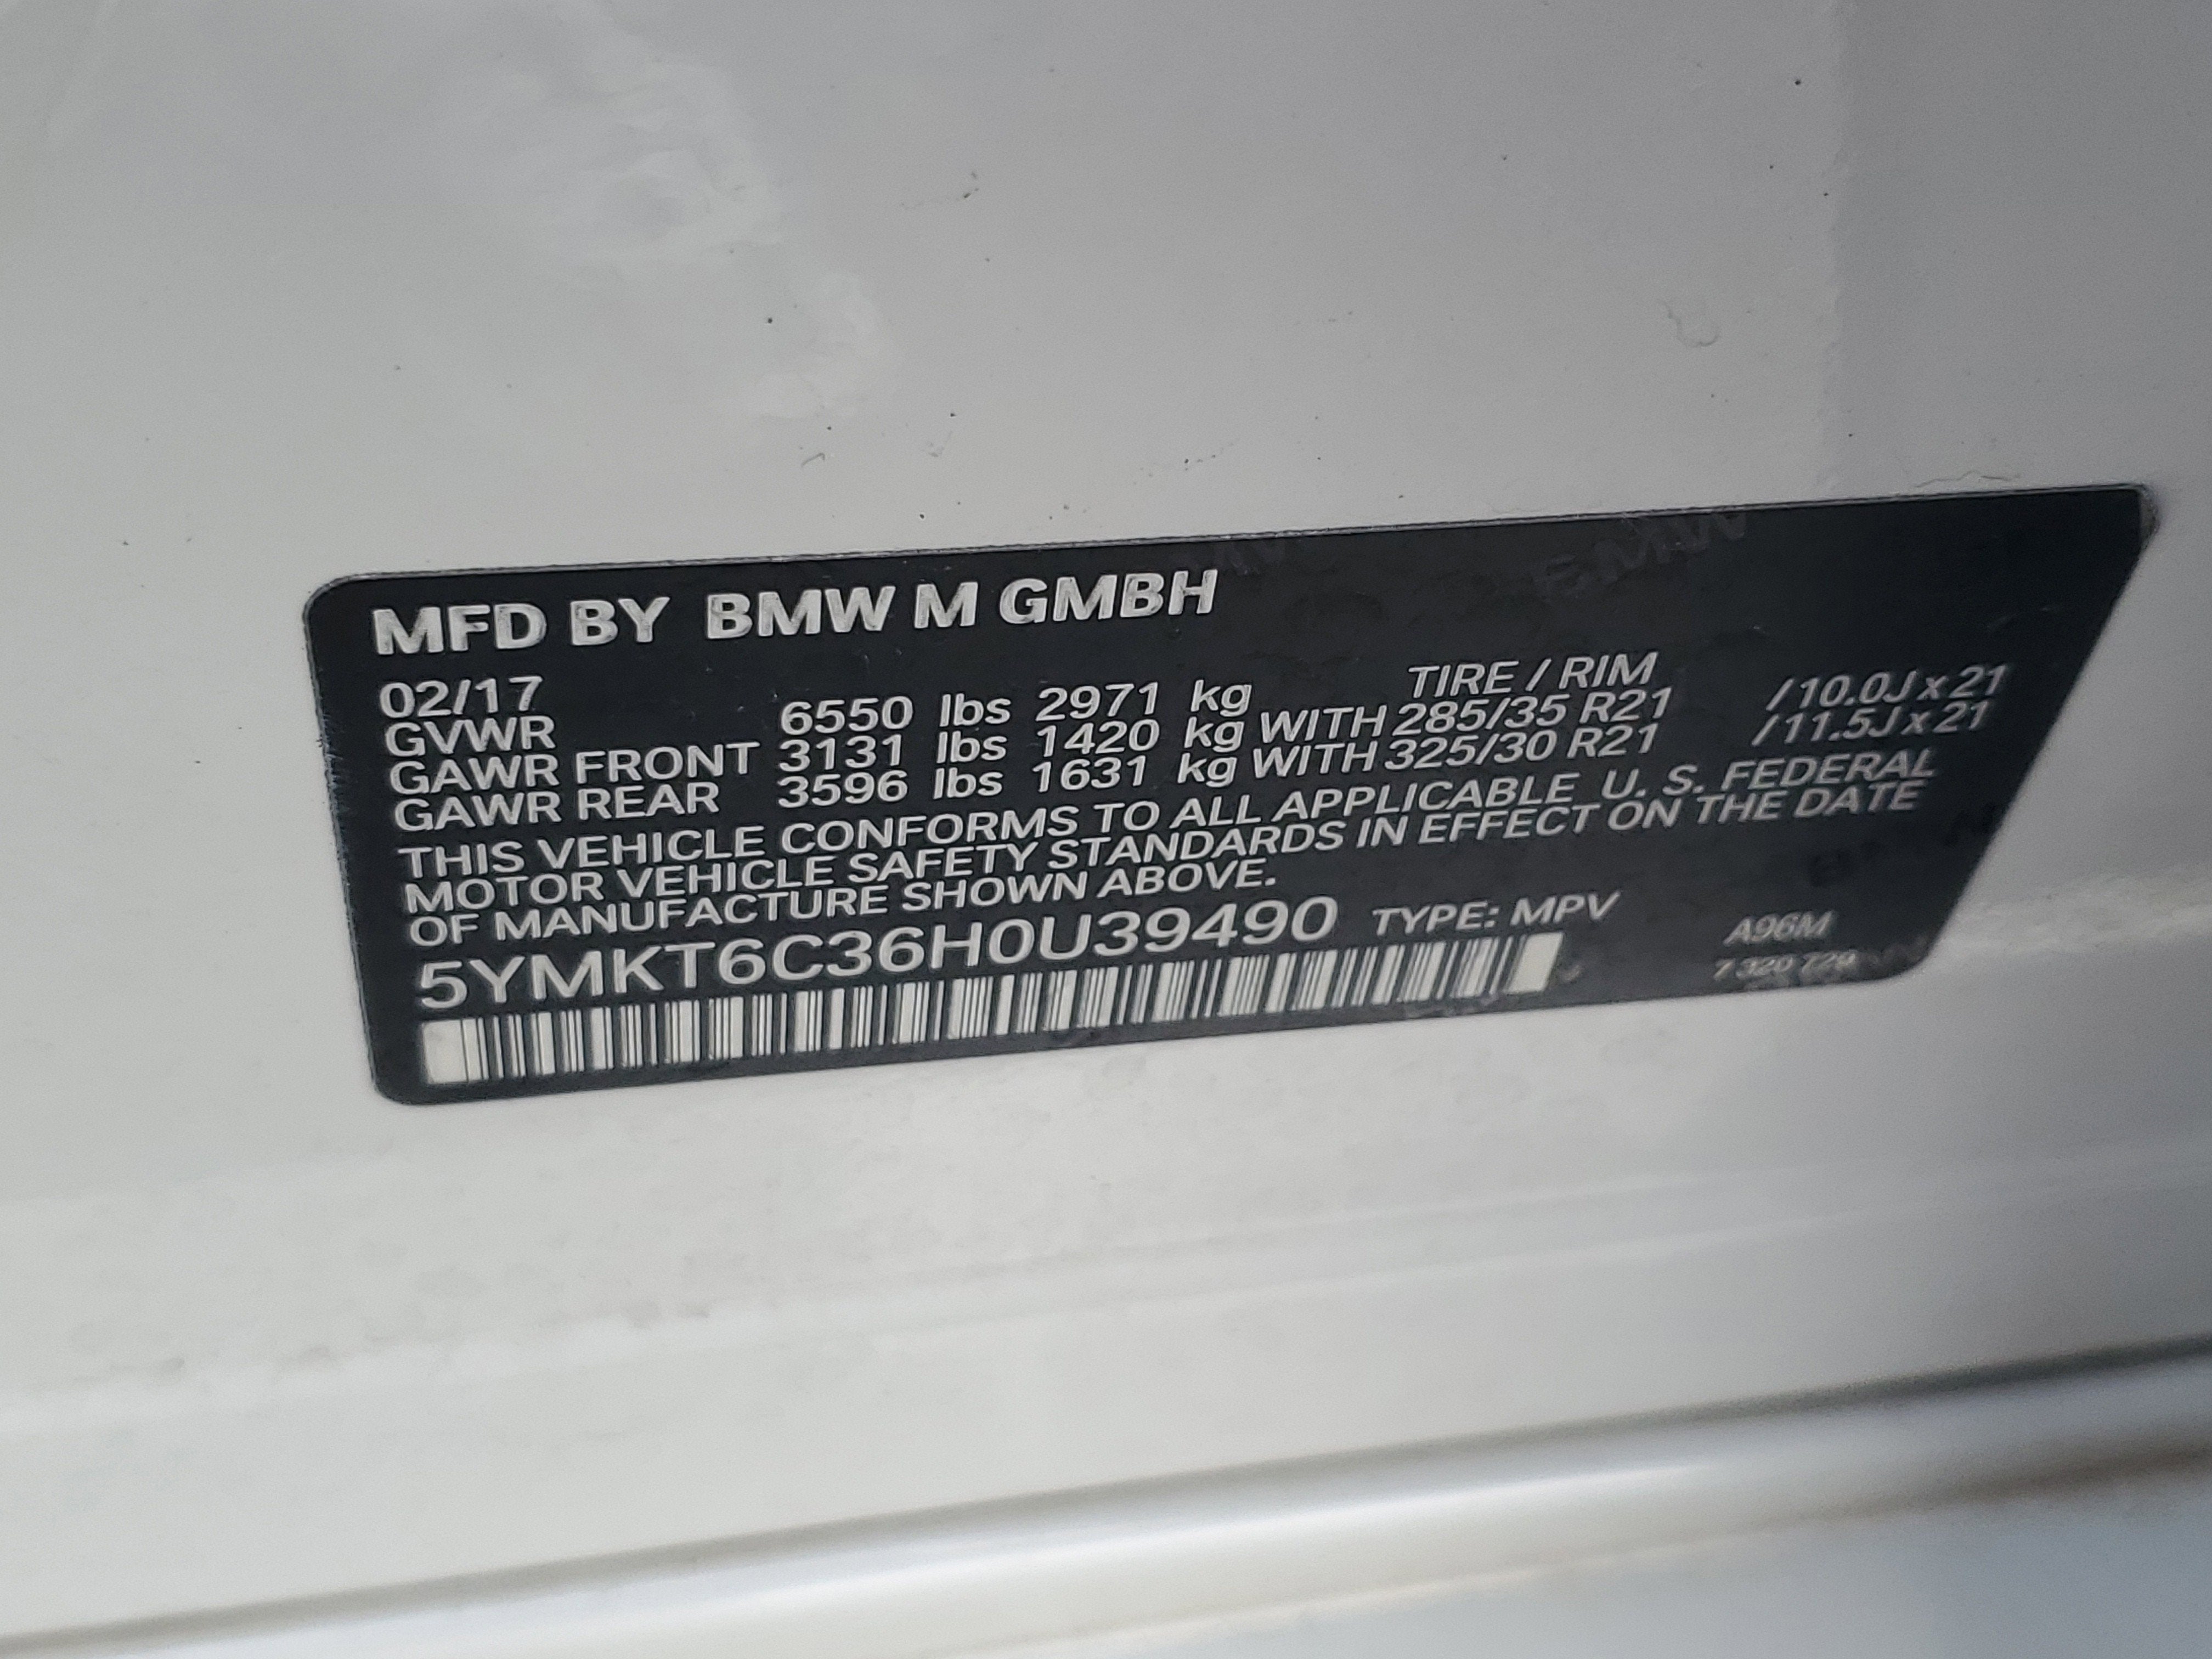 MFD BY BMW M GMBH
02/17 TIRE / RIM
GVWR 6550 lbs 2971 kg
GAWR FRONT 3131 lbs 1420 kg WITH 285/35 R21 / 10.0J x 21
GAWR REAR 3596 lbs 1631 kg WITH 325/30 R21 / 11.5J x 21
THIS VEHICLE CONFORMS TO ALL APPLICABLE U. S. FEDERAL
MOTOR VEHICLE SAFETY STANDARDS IN EFFECT ON THE DATE
OF MANUFACTURE SHOWN ABOVE.
5YMKT6C36H0U39490 TYPE: MPV
A96M
7 320 729